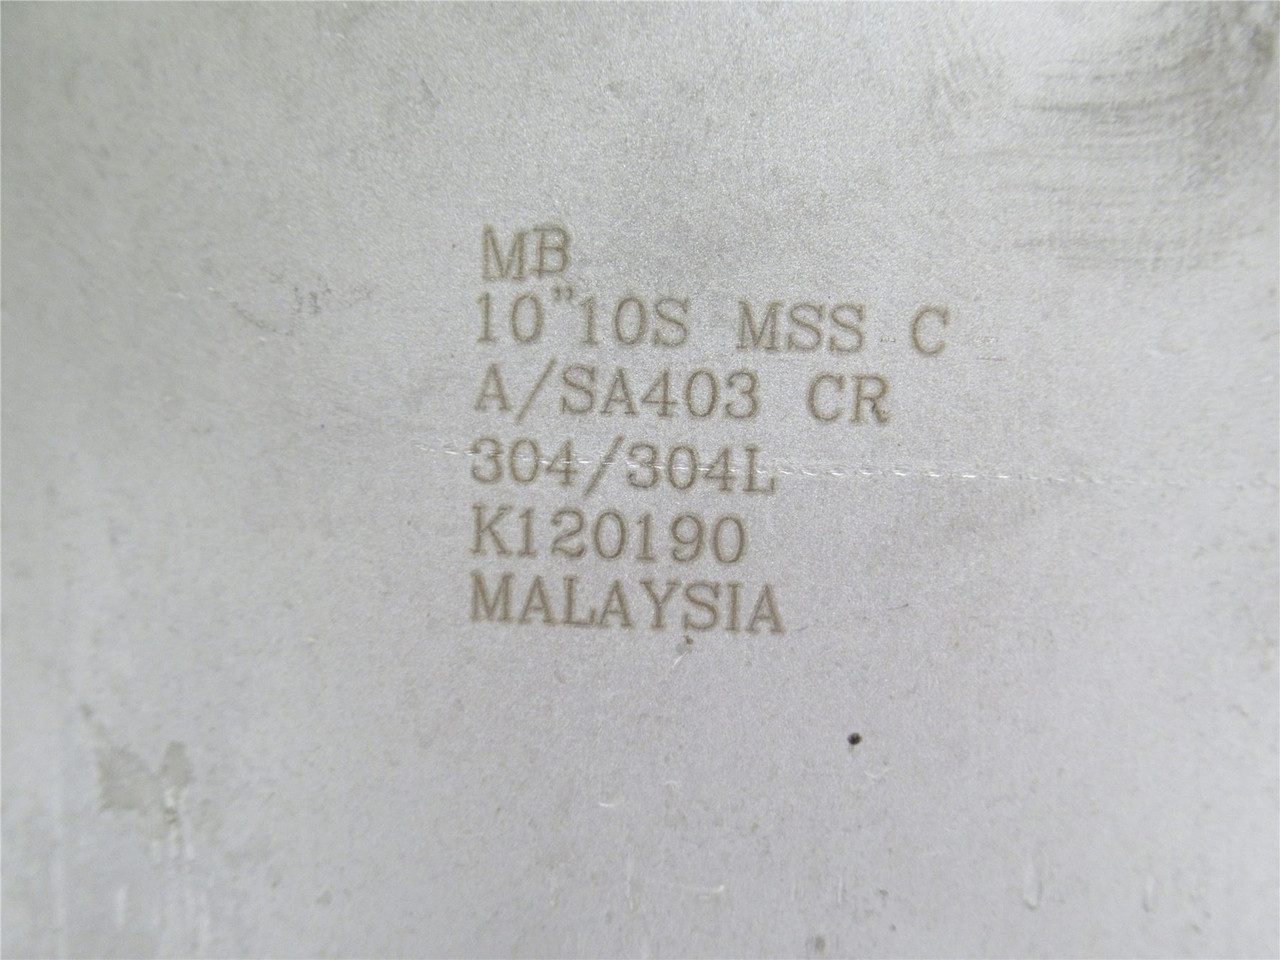 MB
10"10S MSS C
A/SA403 CR
304/304L
K120190
MALAYSIA